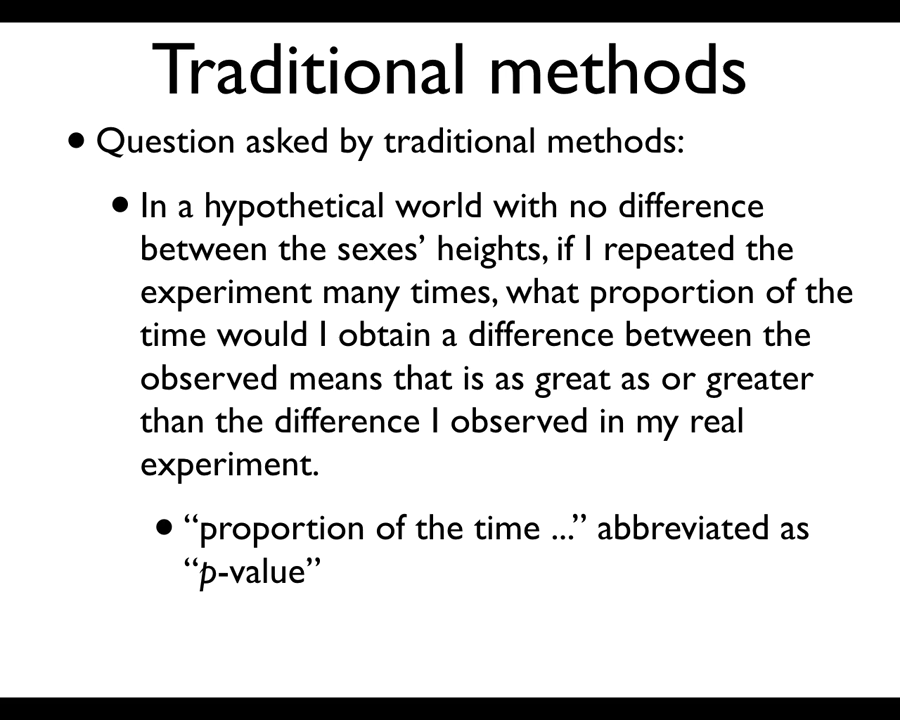 Traditional methods
• Question asked by traditional methods:
• In a hypothetical world with no difference
between the sexes’ heights, if I repeated the
experiment many times, what proportion of the
time would I obtain a difference between the
observed means that is as great as or greater
than the difference I observed in my real
experiment.
• “proportion of the time ...” abbreviated as
“p-value”